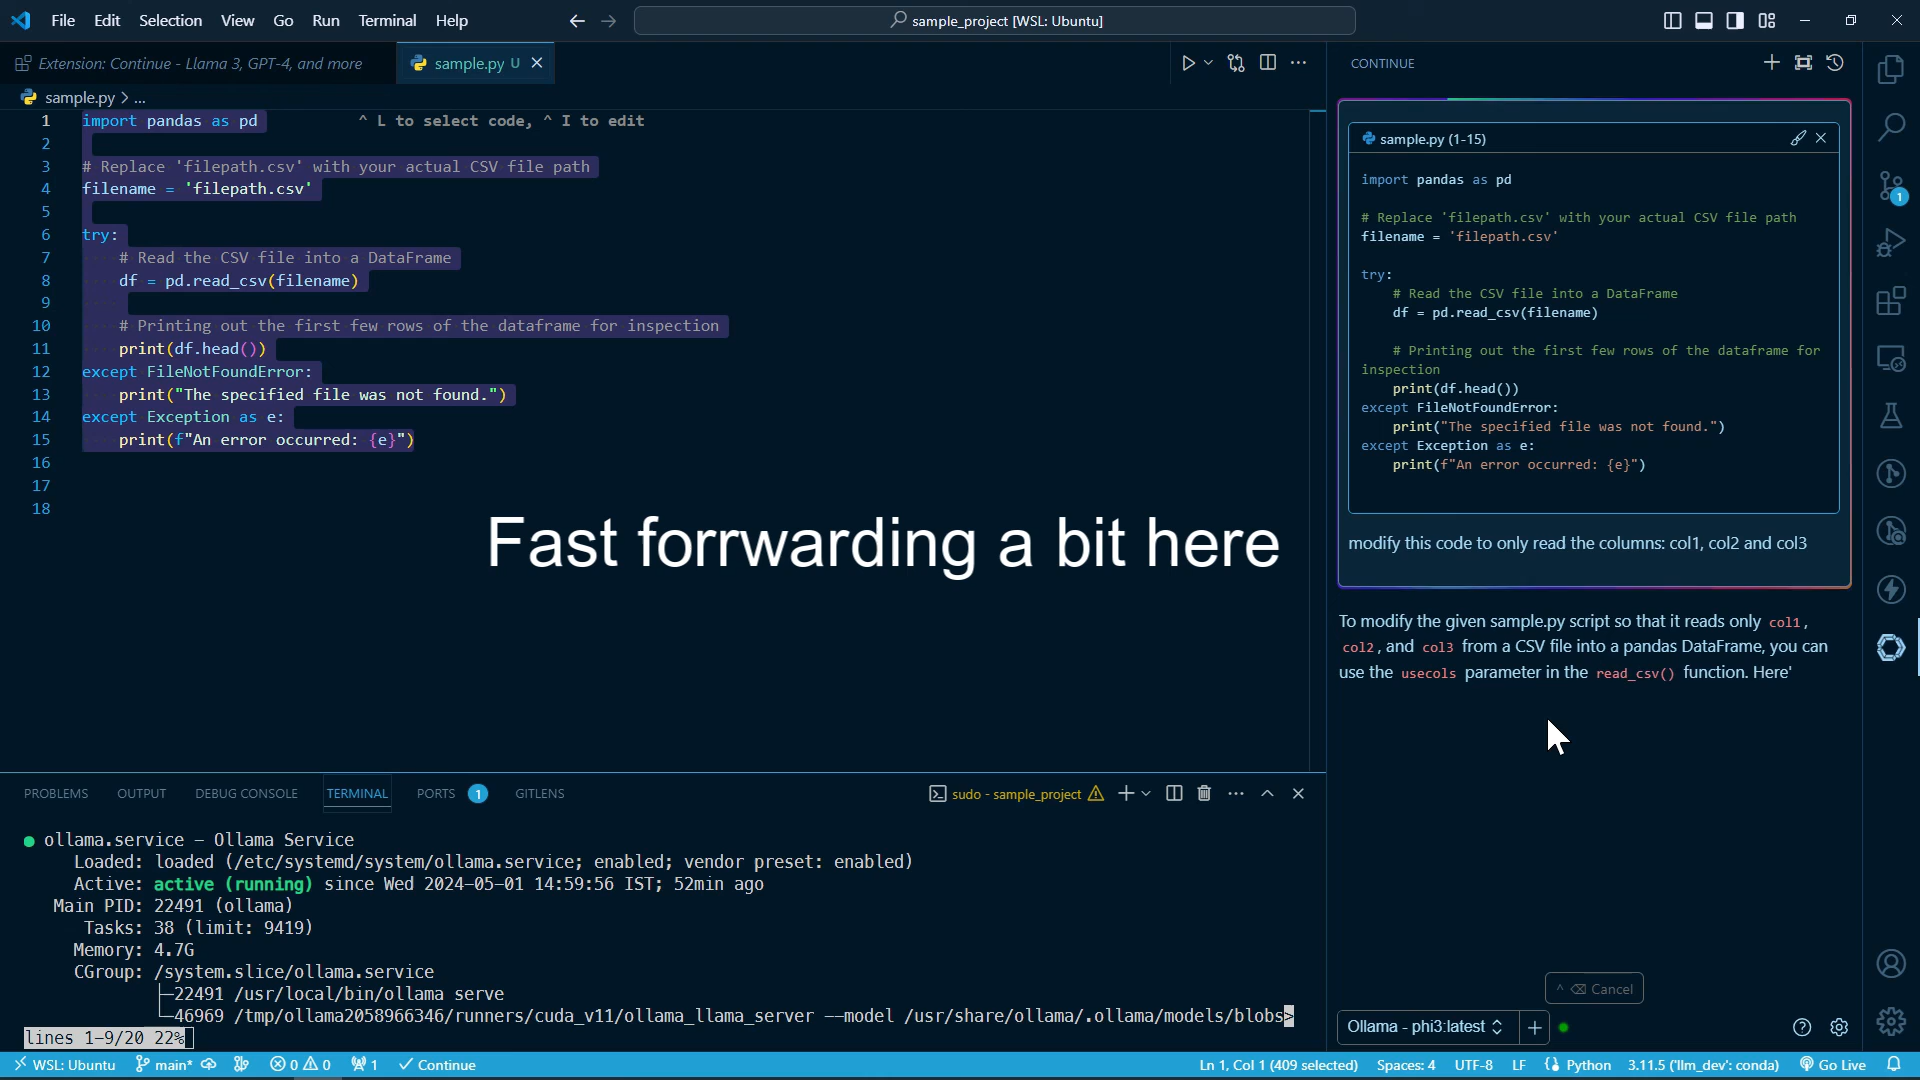 File Edit Selection View Go Run Terminal Help
sample_project [WSL: Ubuntu]
Extension: Continue - Llama 3, GPT-4, and more
sample.py U
sample.py > ...
1 import pandas as pd ^ L to select code, ^ I to edit
2
3 # Replace 'filepath.csv' with your actual CSV file path
4 filename = 'filepath.csv'
5
6 try:
7 # Read the CSV file into a DataFrame
8 df = pd.read_csv(filename)
9
10 # Printing out the first few rows of the dataframe for inspection
11 print(df.head())
12 except FileNotFoundError:
13 print("The specified file was not found.")
14 except Exception as e:
15 print(f"An error occurred: {e}")
16
17
18
Fast forrwarding a bit here
CONTINUE
sample.py (1-15)
import pandas as pd
# Replace 'filepath.csv' with your actual CSV file path
filename = 'filepath.csv'
try:
# Read the CSV file into a DataFrame
df = pd.read_csv(filename)
# Printing out the first few rows of the dataframe for
inspection
print(df.head())
except FileNotFoundError:
print("The specified file was not found.")
except Exception as e:
print(f"An error occurred: {e}")
modify this code to only read the columns: col1, col2 and col3
To modify the given sample.py script so that it reads only col1,
col2, and col3 from a CSV file into a pandas DataFrame, you can
use the usecols parameter in the read_csv() function. Here'
^ ⌫ Cancel
Ollama - phi3:latest
1
PROBLEMS OUTPUT DEBUG CONSOLE TERMINAL PORTS 1 GITLENS
sudo - sample_project
● ollama.service — Ollama Service
Loaded: loaded (/etc/systemd/system/ollama.service; enabled; vendor preset: enabled)
Active: active (running) since Wed 2024-05-01 14:59:56 IST; 52min ago
Main PID: 22491 (ollama)
Tasks: 38 (limit: 9419)
Memory: 4.7G
CGroup: /system.slice/ollama.service
├─22491 /usr/local/bin/ollama serve
└─46969 /tmp/ollama2058966346/runners/cuda_v11/ollama_llama_server --model /usr/share/ollama/.ollama/models/blobs>
lines 1-9/20 22%
WSL: Ubuntu main* 0 0 1 Continue Ln 1, Col 1 (409 selected) Spaces: 4 UTF-8 LF Python 3.11.5 ('llm_dev': conda) Go Live